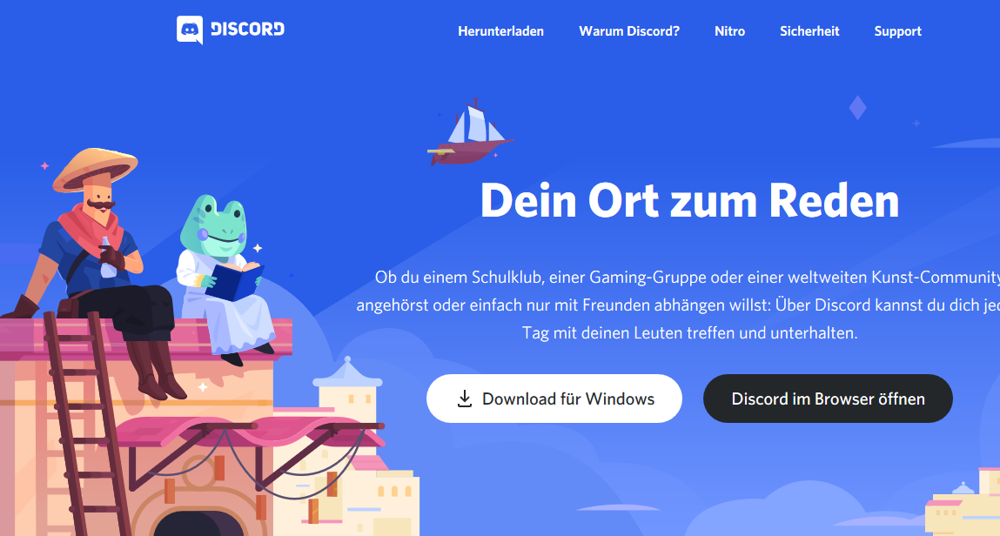 DISCORD
Herunterladen
Warum Discord?
Nitro
Sicherheit
Support
Dein Ort zum Reden
Ob du einem Schulklub, einer Gaming-Gruppe oder einer weltweiten Kunst-Community
angehörst oder einfach nur mit Freunden abhängen willst: Über Discord kannst du dich
Tag mit deinen Leuten treffen und unterhalten.
Download für Windows
Discord im Browser öffnen